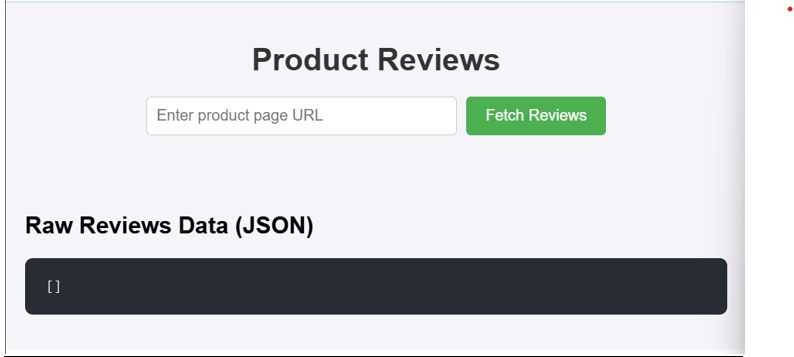 Product Reviews
Enter product page URL
Fetch Reviews
Raw Reviews Data (JSON)
[]